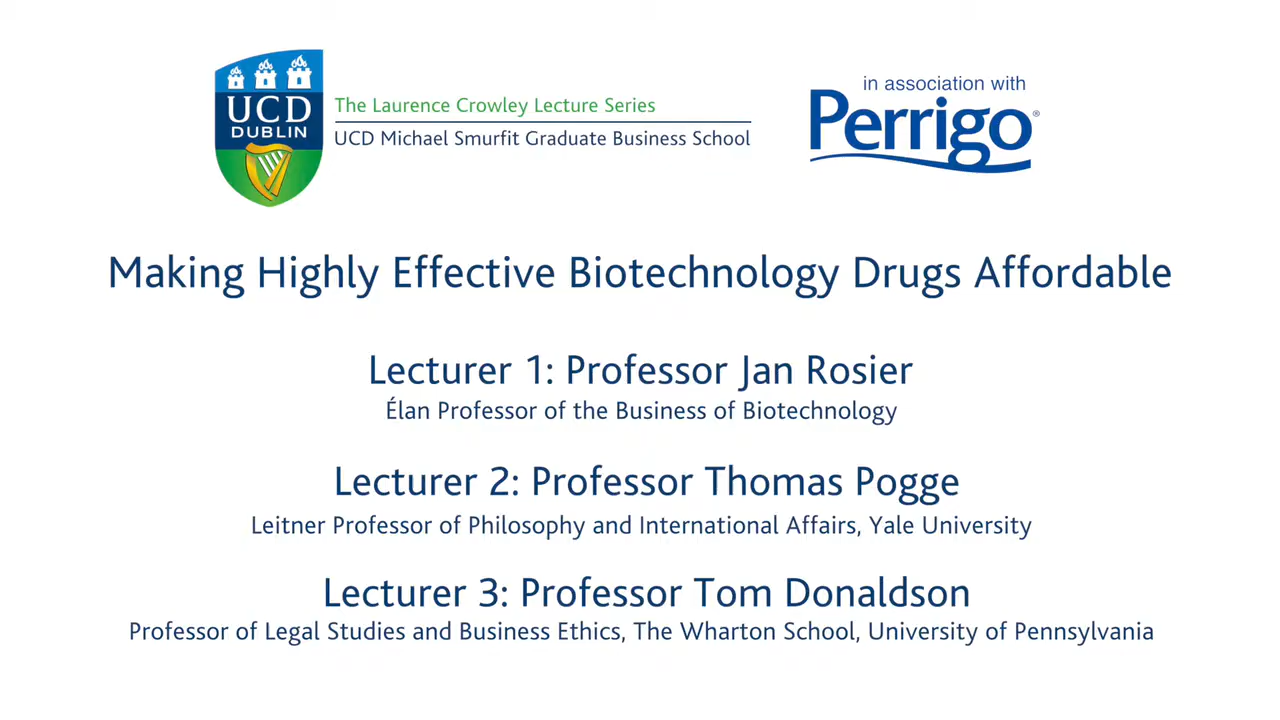 UCD
DUBLIN
The Laurence Crowley Lecture Series
UCD Michael Smurfit Graduate Business School
in association with
Perrigo®
Making Highly Effective Biotechnology Drugs Affordable
Lecturer 1: Professor Jan Rosier
Élan Professor of the Business of Biotechnology
Lecturer 2: Professor Thomas Pogge
Leitner Professor of Philosophy and International Affairs, Yale University
Lecturer 3: Professor Tom Donaldson
Professor of Legal Studies and Business Ethics, The Wharton School, University of Pennsylvania